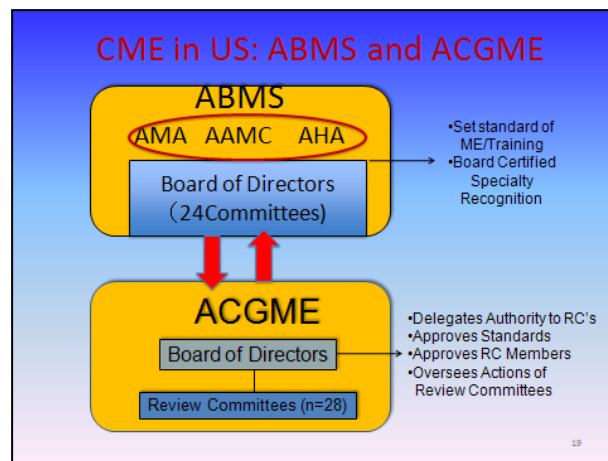 CME in US: ABMS and ACGME
ABMS
AMA AAMC AHA
Board of Directors
（24Committees)
•Set standard of
ME/Training
•Board Certified
Specialty
Recognition
ACGME
Board of Directors
Review Committees (n=28)
•Delegates Authority to RC's
•Approves Standards
•Approves RC Members
•Oversees Actions of
Review Committees
19